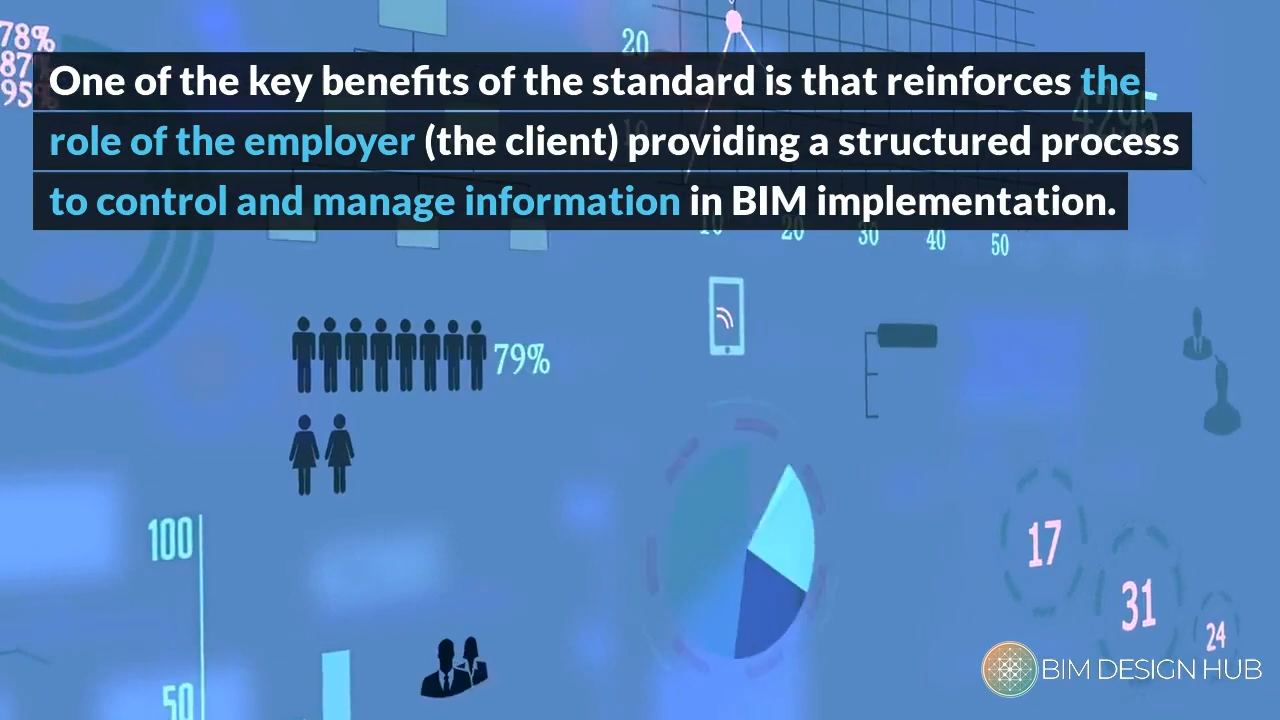 78%
87
95%
20
One of the key benefits of the standard is that reinforces the
role of the employer (the client) providing a structured process
to control and manage information in BIM implementation.
10 20 30 40 50
79%
100
50
17
31
24
BIM DESIGN HUB